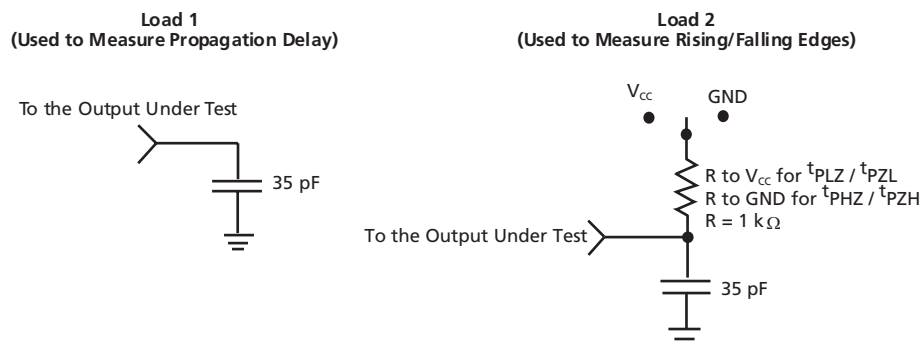 Load 1
(Used to Measure Propagation Delay)
To the Output Under Test
35 pF
Load 2
(Used to Measure Rising/Falling Edges)
Vcc
GND
R to Vcc for tPLZ / tPZL
R to GND for tPHZ / tPZH
R = 1 kΩ
To the Output Under Test
35 pF